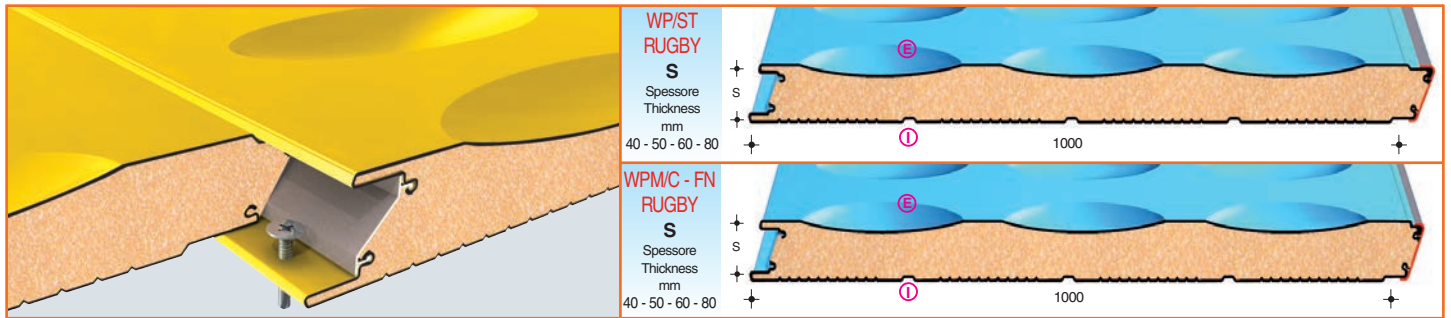 WP/ST
RUGBY
S
Spessore
Thickness
mm
40 - 50 - 60 - 80
E
S
I
1000
WPM/C - FN
RUGBY
S
Spessore
Thickness
mm
40 - 50 - 60 - 80
E
S
I
1000